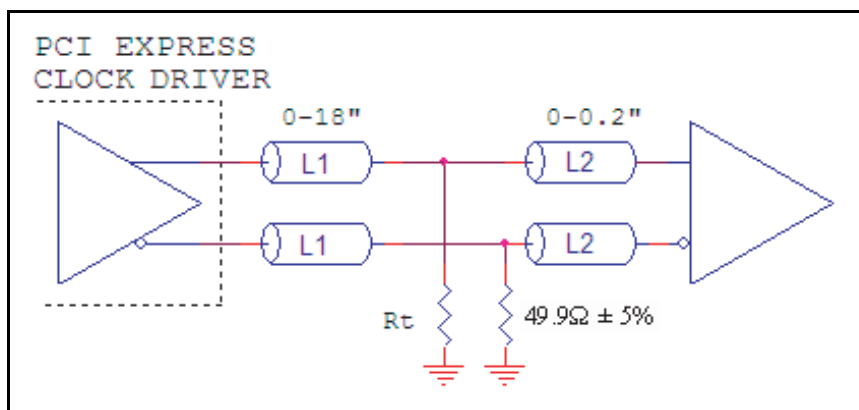 PCI EXPRESS
CLOCK DRIVER
0-18"
0-0.2"
L1
L2
L1
L2
Rt
49.9Ω ± 5%